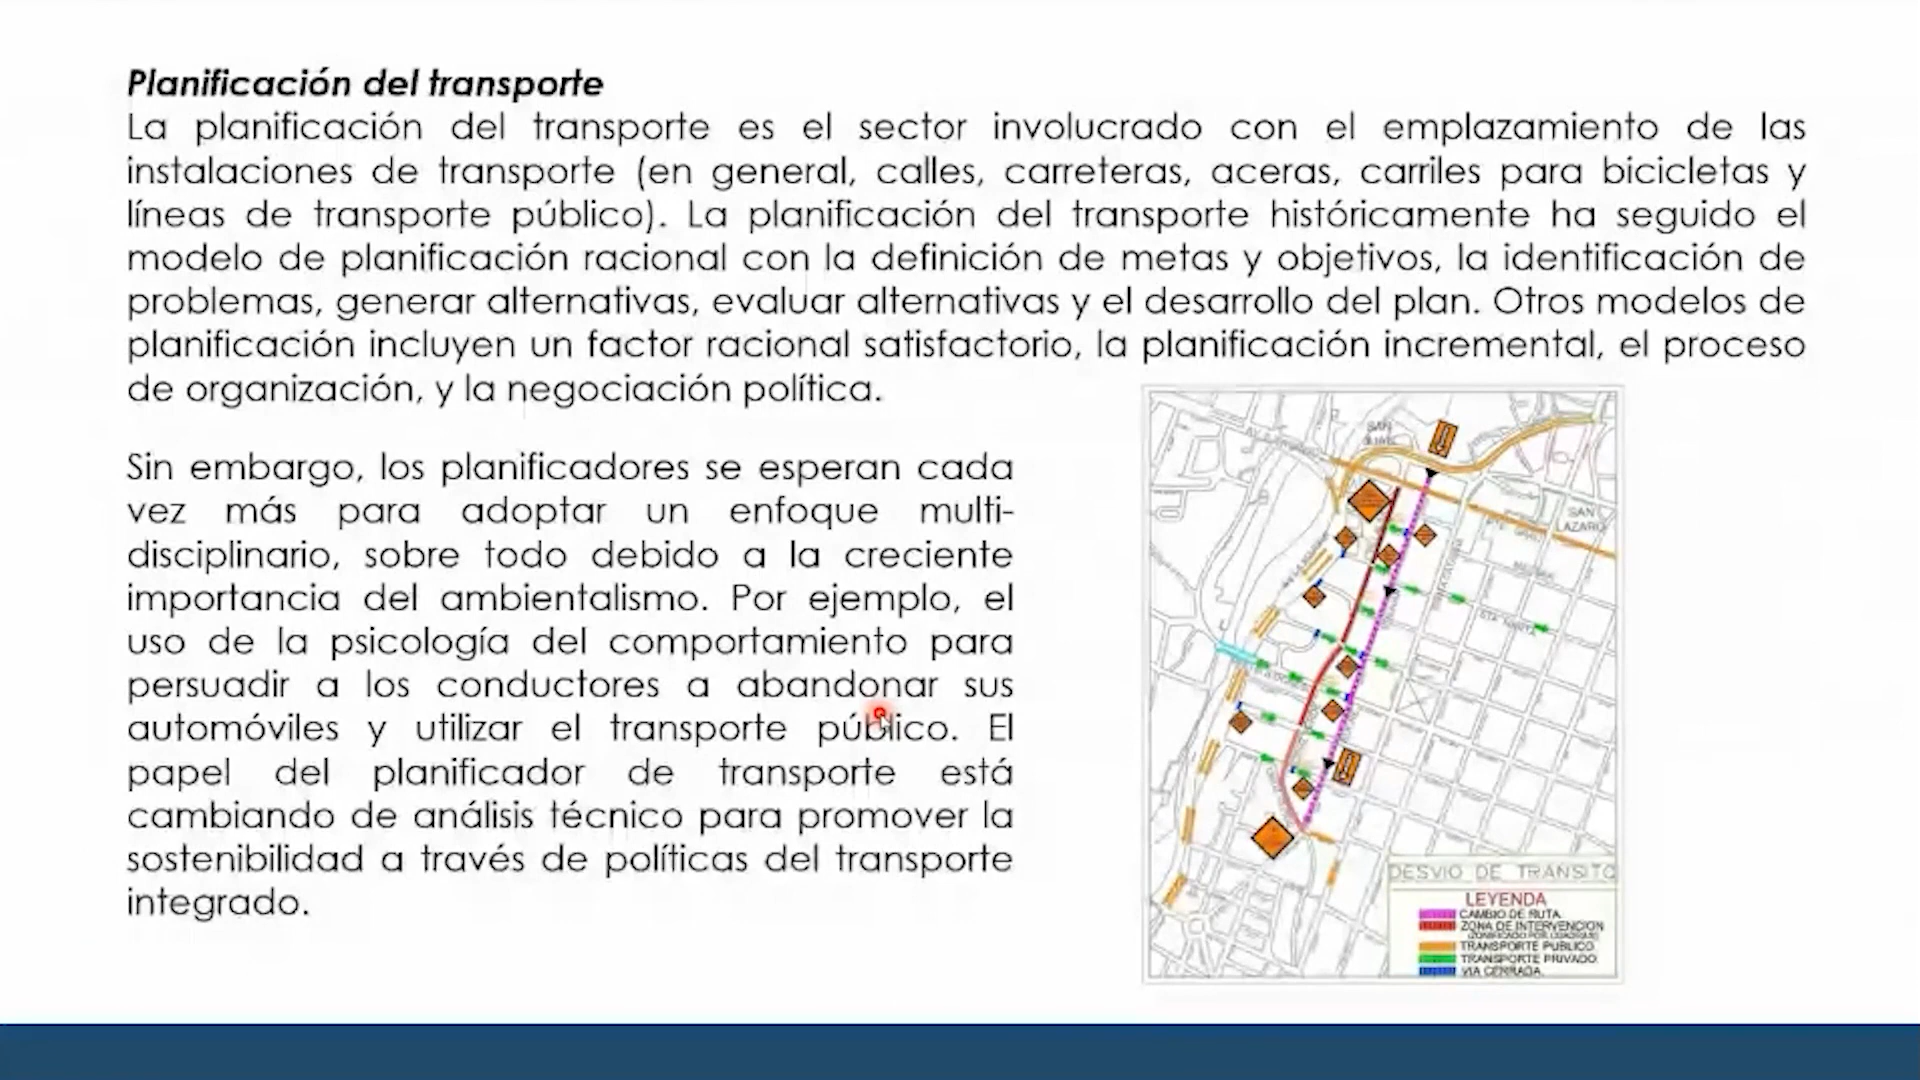 Planificación del transporte
La planificación del transporte es el sector involucrado con el emplazamiento de las
instalaciones de transporte (en general, calles, carreteras, aceras, carriles para bicicletas y
líneas de transporte público). La planificación del transporte históricamente ha seguido el
modelo de planificación racional con la definición de metas y objetivos, la identificación de
problemas, generar alternativas, evaluar alternativas y el desarrollo del plan. Otros modelos de
planificación incluyen un factor racional satisfactorio, la planificación incremental, el proceso
de organización, y la negociación política.
Sin embargo, los planificadores se esperan cada
vez más para adoptar un enfoque multi-
disciplinario, sobre todo debido a la creciente
importancia del ambientalismo. Por ejemplo, el
uso de la psicología del comportamiento para
persuadir a los conductores a abandonar sus
automóviles y utilizar el transporte público. El
papel del planificador de transporte está
cambiando de análisis técnico para promover la
sostenibilidad a través de políticas del transporte
integrado.
SAN
SAN
LAZARO
DESVIO DE TRANSITO
LEYENDA
CAMBIO DE RUTA
ZONA DE INTERVENCION
TRANSPORTE PUBLICO
TRANSPORTE PRIVADO
VIA CERRADA